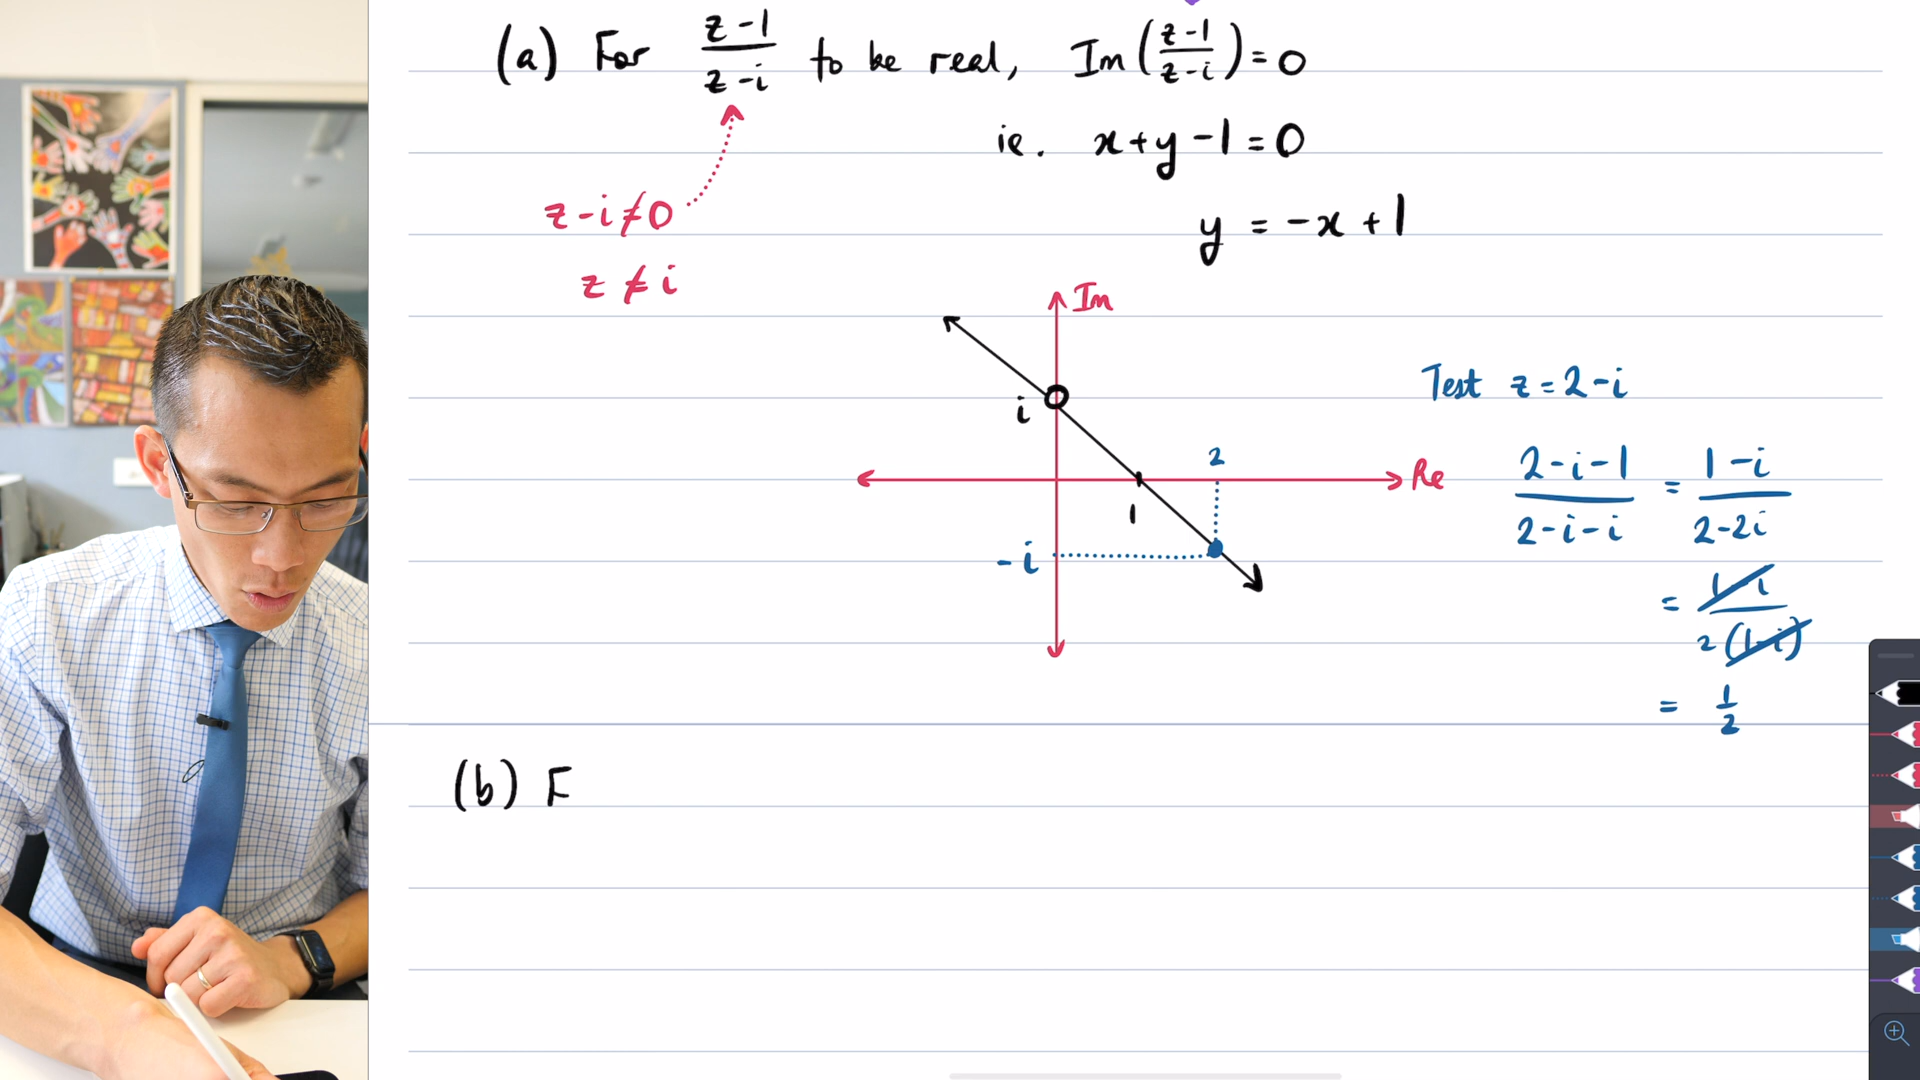 (a) For z-1/z-i to be real, Im(z-1/z-i)=0
ie. x+y-1=0
z-i≠0
y = -x+1
z≠i
Im
Test z=2-i
i
2
2-i-1/2-i-i = 1-i/2-2i
Re
1
-i
= 1-i/2(1-i)
= 1/2
(b) F